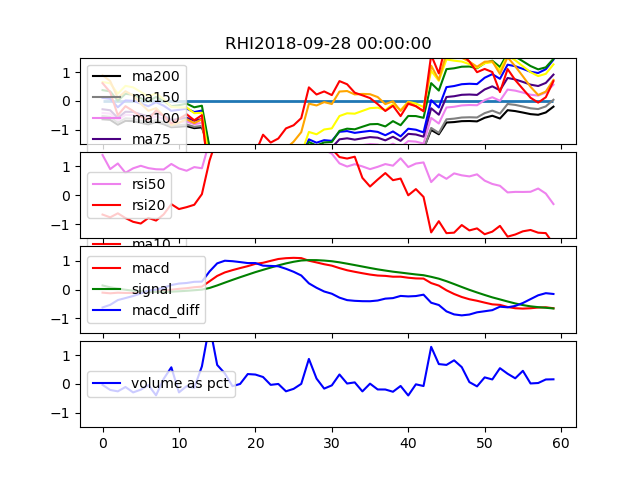 RHI2018-09-28 00:00:00
1
0
−1
ma200
ma150
ma100
ma75
1
0
−1
rsi50
rsi20
ma10
1
0
−1
macd
signal
macd_diff
1
0
−1
volume as pct
0 10 20 30 40 50 60